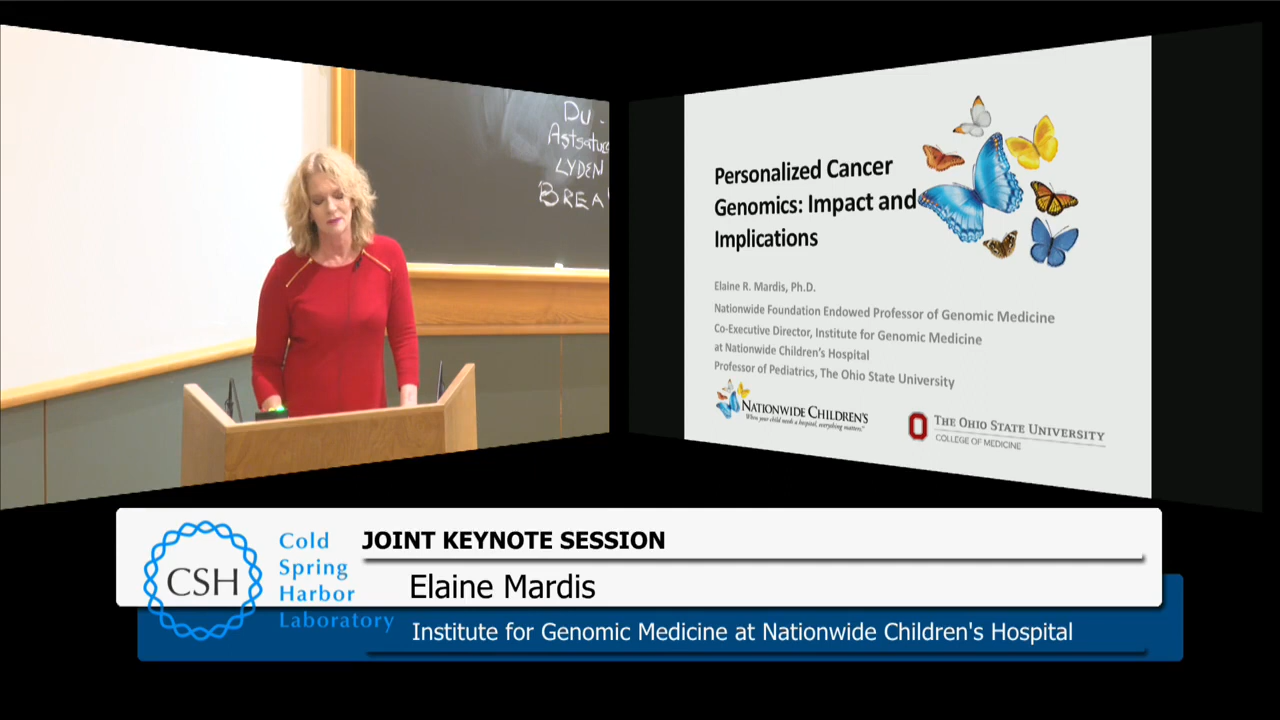 DU -
LYDEN
BREA
Personalized Cancer
Genomics: Impact and
Implications
Elaine R. Mardis, Ph.D.
Nationwide Foundation Endowed Professor of Genomic Medicine
Co-Executive Director, Institute for Genomic Medicine
at Nationwide Children's Hospital
Professor of Pediatrics, The Ohio State University
NATIONWIDE CHILDREN'S
When your child needs a hospital, everything matters.
THE OHIO STATE UNIVERSITY
COLLEGE OF MEDICINE
CSH
Cold
Spring
Harbor
Laboratory
JOINT KEYNOTE SESSION
Elaine Mardis
Institute for Genomic Medicine at Nationwide Children's Hospital